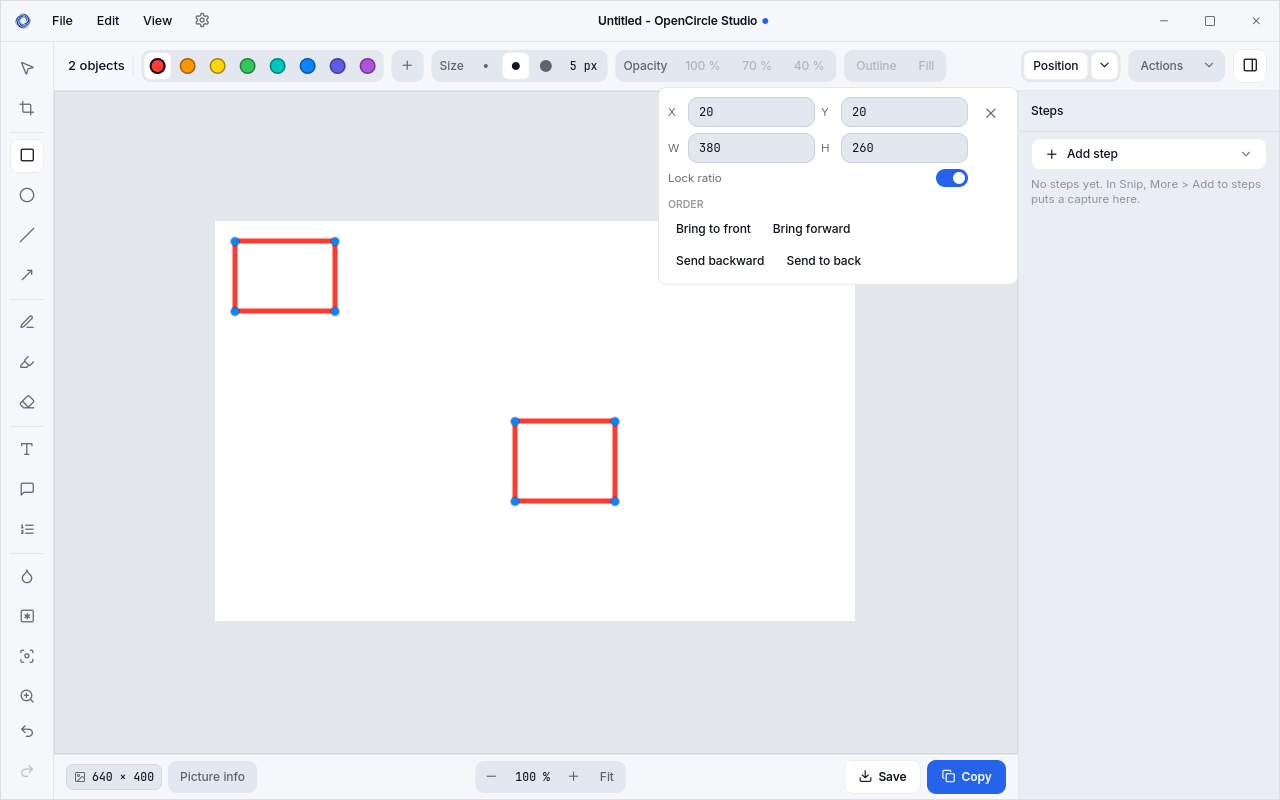 File Edit View Untitled - OpenCircle Studio
2 objects Size 5 px Opacity 100 % 70 % 40 % Outline Fill Position Actions
X 20 Y 20
W 380 H 260
Lock ratio
ORDER
Bring to front Bring forward
Send backward Send to back
Steps
Add step
No steps yet. In Snip, More > Add to steps
puts a capture here.
640 × 400 Picture info 100 % Fit Save Copy